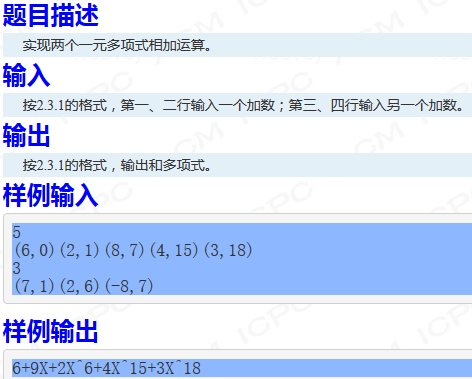 题目描述
实现两个一元多项式相加运算。
输入
按2.3.1的格式，第一、二行输入一个加数；第三、四行输入另一个加数。
输出
按2.3.1的格式，输出和多项式。
样例输入
5
(6,0)(2,1)(8,7)(4,15)(3,18)
3
(7,1)(2,6)(-8,7)
样例输出
6+9X+2X^6+4X^15+3X^18